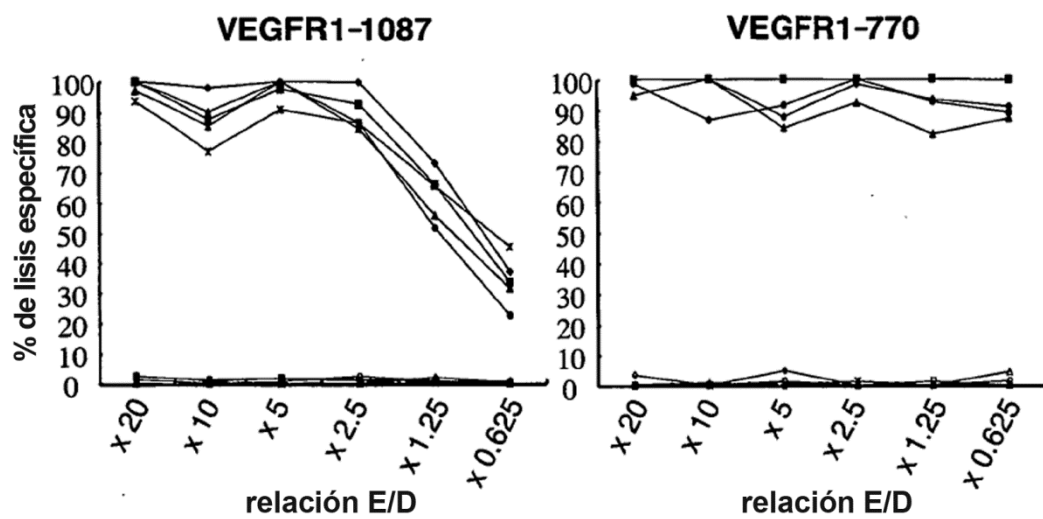 VEGFR1-1087
VEGFR1-770
% de lisis específica
100
90
80
70
60
50
40
30
20
10
0
x 20
x 10
x 5
x 2.5
x 1.25
x 0.625
relación E/D
100
90
80
70
60
50
40
30
20
10
0
x 20
x 10
x 5
x 2.5
x 1.25
x 0.625
relación E/D